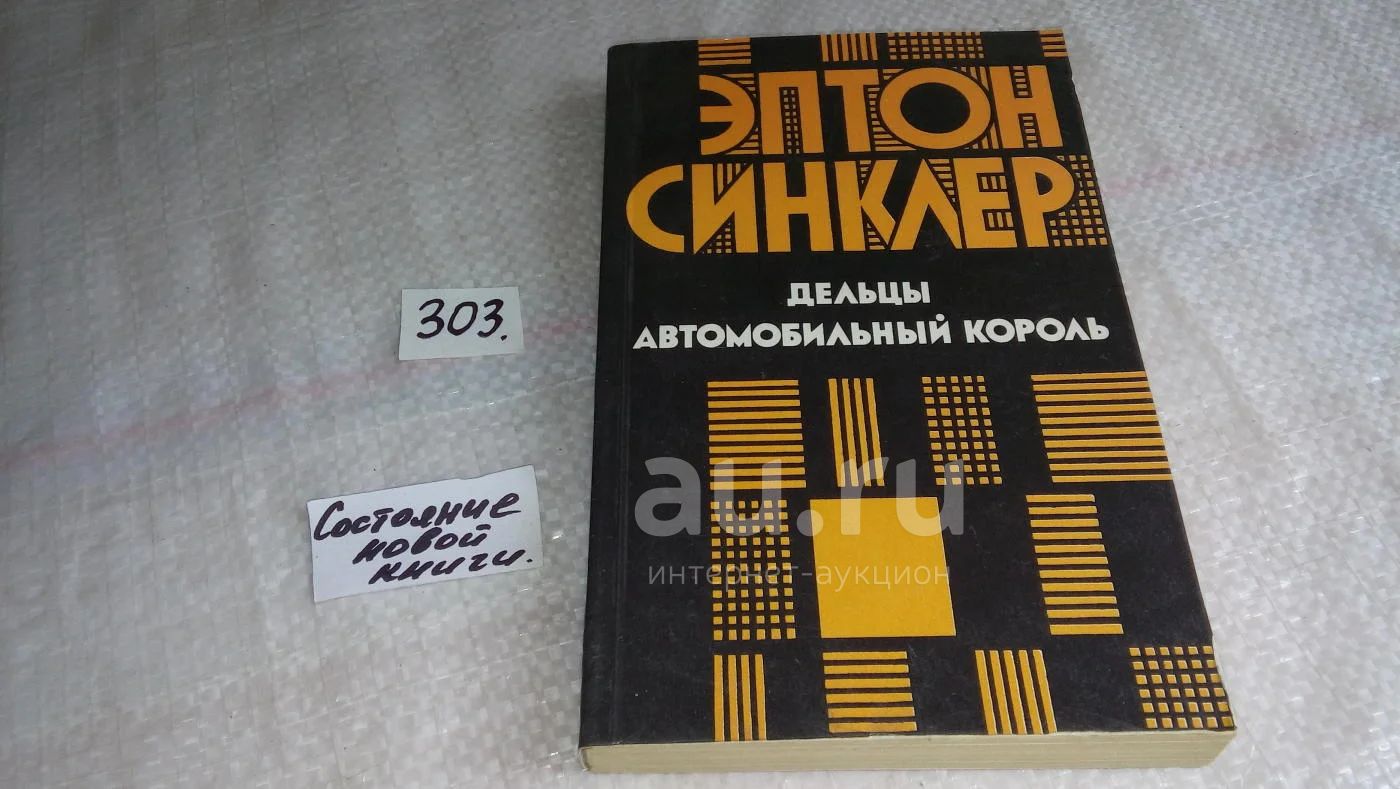 ЭПТОН
СИНКЛЕР
ДЕЛЬЦЫ
АВТОМОБИЛЬНЫЙ КОРОЛЬ
303.
Состояние
новой
книги.
au.ru
интернет-аукцион